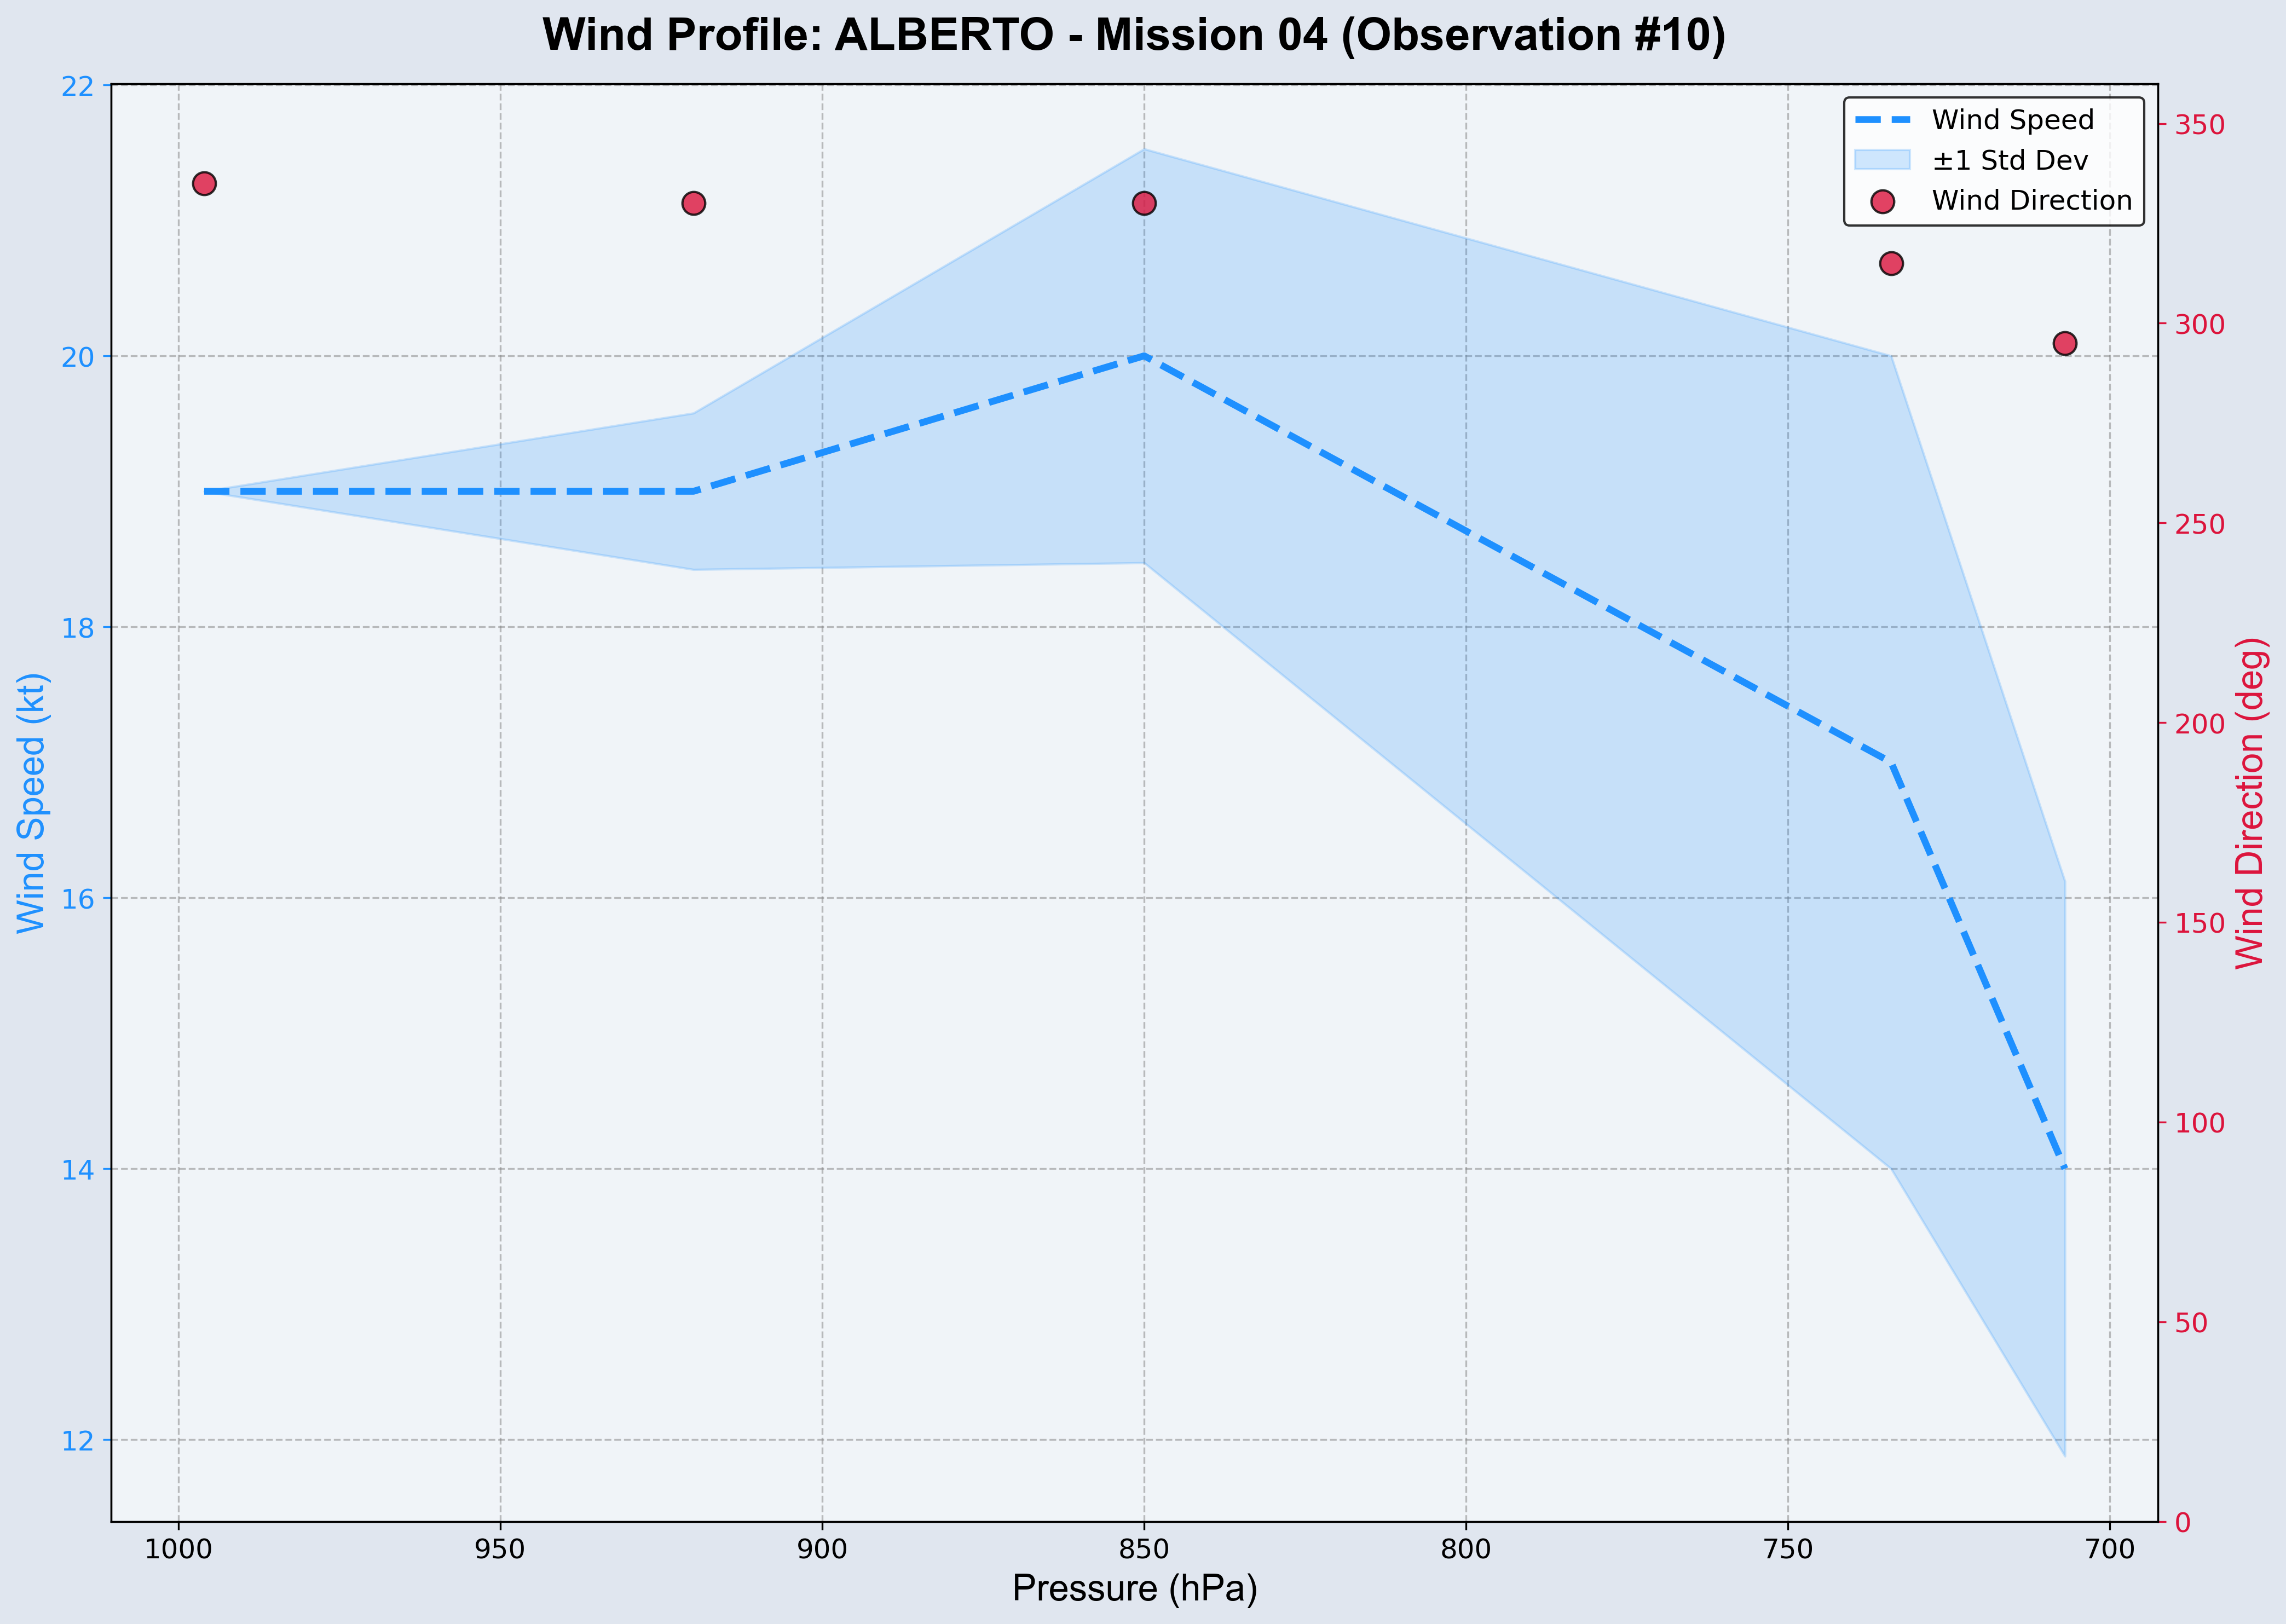 Wind Profile: ALBERTO - Mission 04 (Observation #10)
Wind Speed
±1 Std Dev
Wind Direction
22
20
18
16
14
12
Wind Speed (kt)
350
300
250
200
150
100
50
0
Wind Direction (deg)
1000 950 900 850 800 750 700
Pressure (hPa)